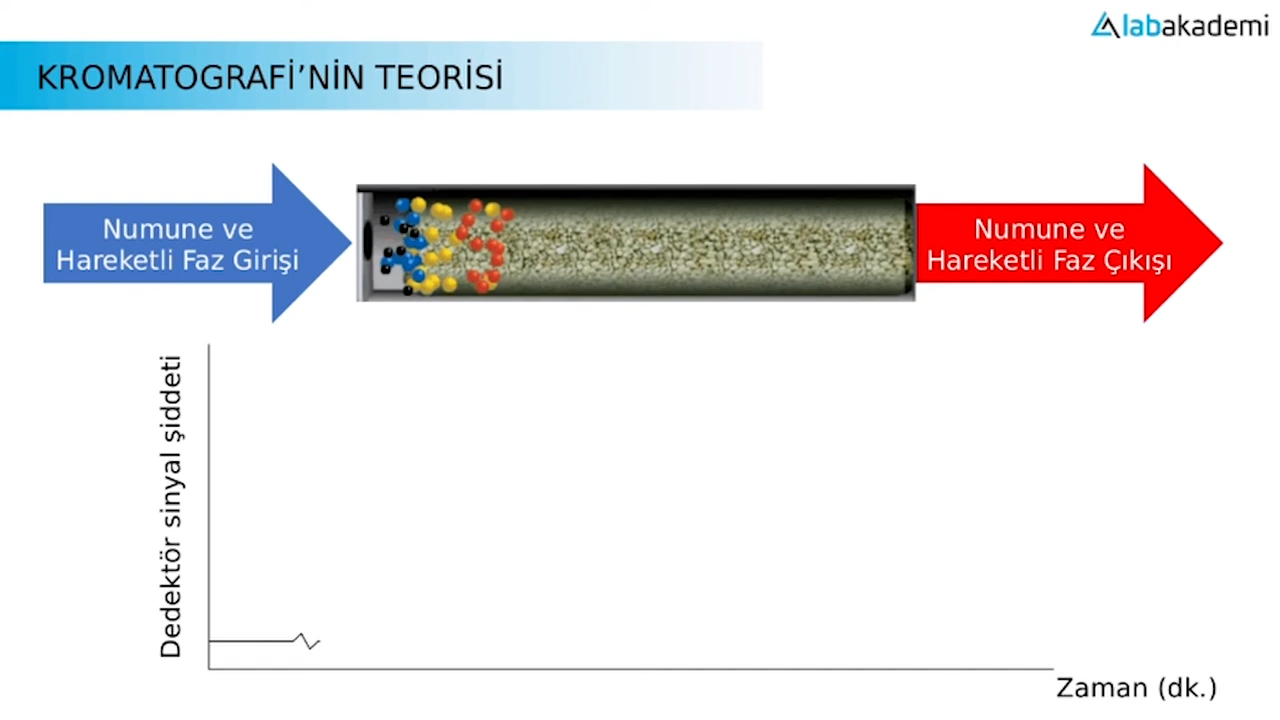 labakademi
KROMATOGRAFİ’NİN TEORİSİ
Numune ve
Hareketli Faz Girişi
Numune ve
Hareketli Faz Çıkışı
Dedektör sinyal şiddeti
Zaman (dk.)